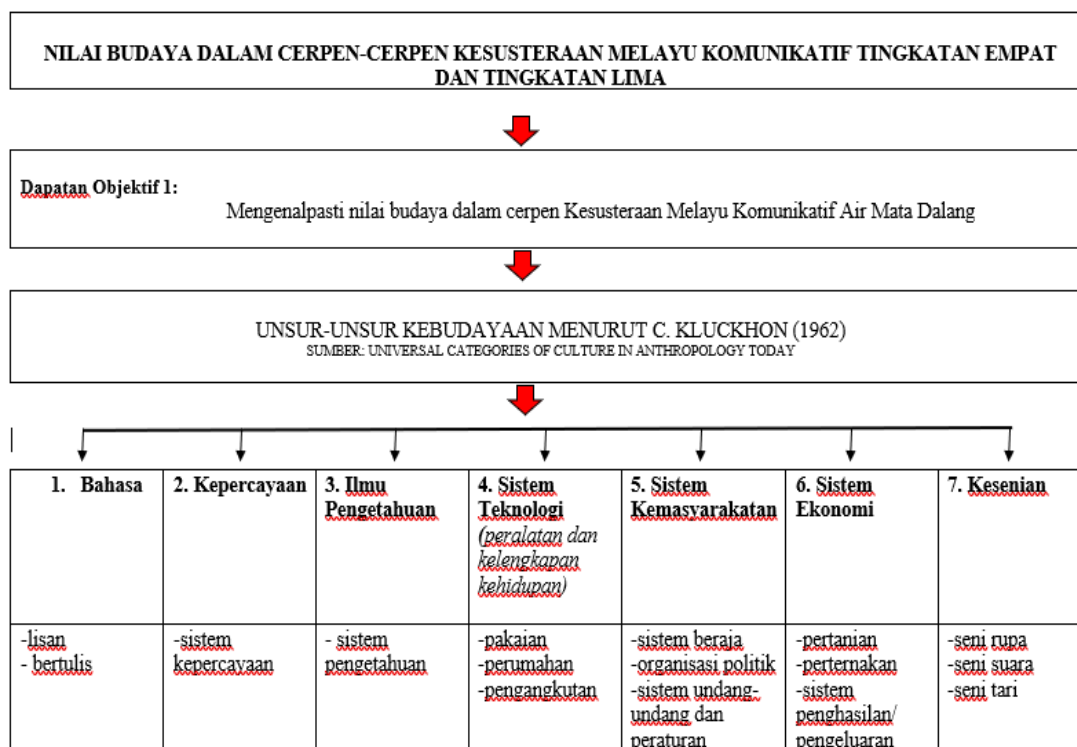 NILAI BUDAYA DALAM CERPEN-CERPEN KESUSTERAAN MELAYU KOMUNIKATIF TINGKATAN EMPAT
DAN TINGKATAN LIMA
Dapatan Objektif 1:
Mengenalpasti nilai budaya dalam cerpen Kesusteraan Melayu Komunikatif Air Mata Dalang
UNSUR-UNSUR KEBUDAYAAN MENURUT C. KLUCKHON (1962)
SUMBER: UNIVERSAL CATEGORIES OF CULTURE IN ANTHROPOLOGY TODAY
1. Bahasa
2. Kepercayaan
3. Ilmu
Pengetahuan
4. Sistem
Teknologi
(peralatan dan
kelengkapan
kehidupan)
5. Sistem
Kemasyarakatan
6. Sistem
Ekonomi
7. Kesenian
-lisan
- bertulis
-sistem
kepercayaan
- sistem
pengetahuan
-pakaian
-perumahan
-pengangkutan
-sistem beraja
-organisasi politik
-sistem undang-
undang dan
peraturan
-pertanian
-perternakan
-sistem
penghasilan/
pengeluaran
-seni rupa
-seni suara
-seni tari